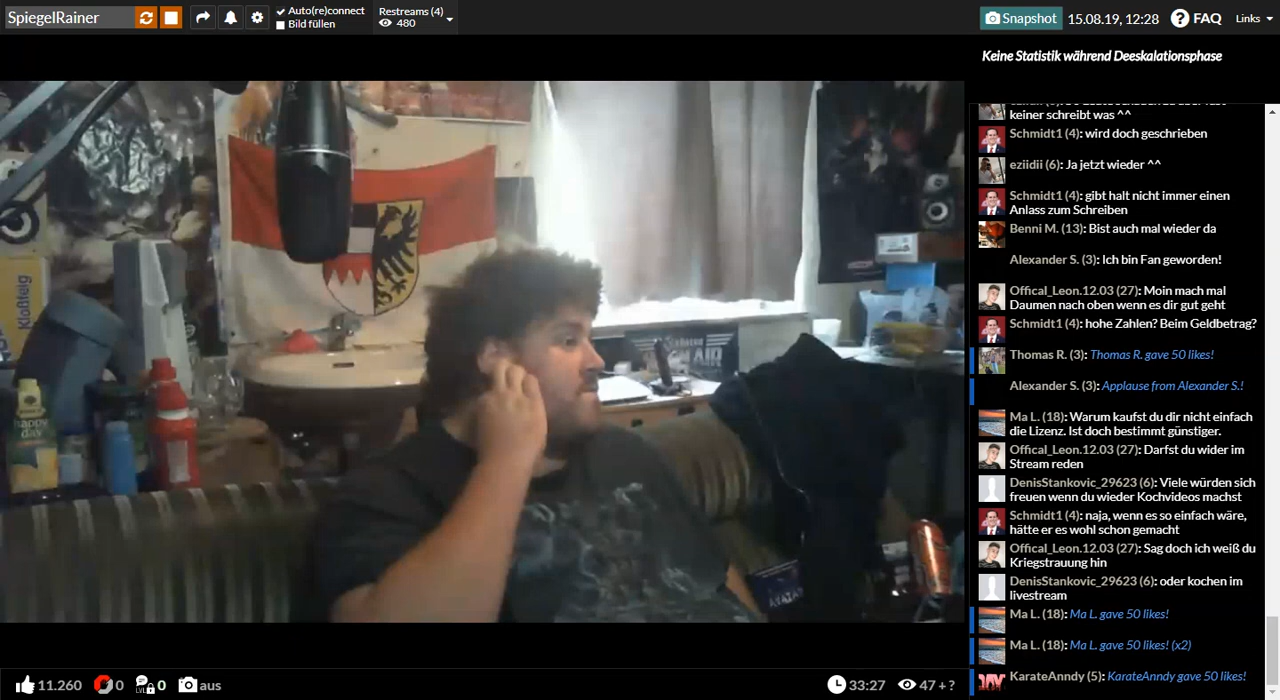 SpiegelRainer
Auto(re)connect
Bild füllen
Restreams (4)
480
Snapshot
15.08.19, 12:28
FAQ
Links
Keine Statistik während Deeskalationsphase
keiner schreibt was ^^
Schmidt1 (4): wird doch geschrieben
eziidii (6): Ja jetzt wieder ^^
Schmidt1 (4): gibt halt nicht immer einen
Anlass zum Schreiben
Benni M. (13): Bist auch mal wieder da
Alexander S. (3): Ich bin Fan geworden!
Offical_Leon.12.03 (27): Moin mach mal
Daumen nach oben wenn es dir gut geht
Schmidt1 (4): hohe Zahlen? Beim Geldbetrag?
Thomas R. (3): Thomas R. gave 50 likes!
Alexander S. (3): Applause from Alexander S.!
Ma L. (18): Warum kaufst du dir nicht einfach
die Lizenz. Ist doch bestimmt günstiger.
Offical_Leon.12.03 (27): Darfst du wider im
Stream reden
DenisStankovic_29623 (6): Viele würden sich
freuen wenn du wieder Kochvideos machst
Schmidt1 (4): naja, wenn es so einfach wäre,
hätte er es wohl schon gemacht
Offical_Leon.12.03 (27): Sag doch ich weiß du
Kriegstrauung hin
DenisStankovic_29623 (6): oder kochen im
livestream
Ma L. (18): Ma L. gave 50 likes!
Ma L. (18): Ma L. gave 50 likes! (x2)
KarateAnndy (5): KarateAnndy gave 50 likes!
kloßteig
happy
day
AVATAR
11.260
0
LVL
0
aus
33:27
47 + ?